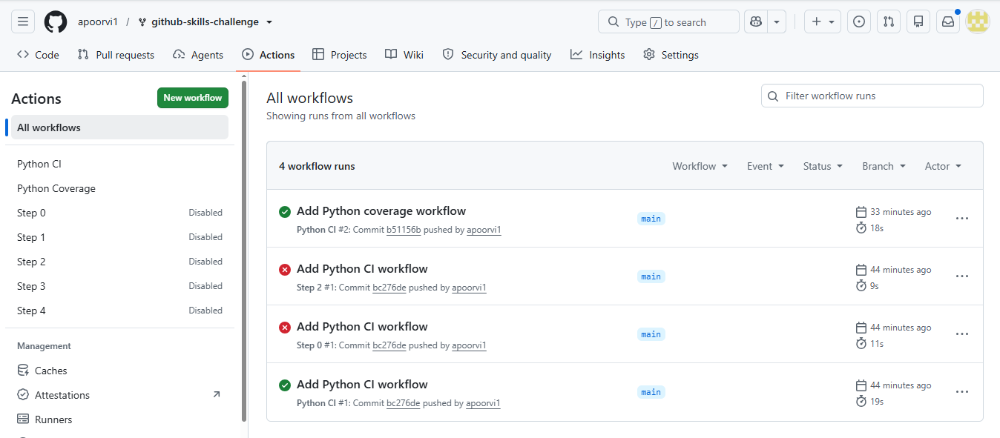 apoorvi1 / github-skills-challenge
Type / to search
Code
Pull requests
Agents
Actions
Projects
Wiki
Security and quality
Insights
Settings
Actions
New workflow
All workflows
Python CI
Python Coverage
Step 0 Disabled
Step 1 Disabled
Step 2 Disabled
Step 3 Disabled
Step 4 Disabled
Management
Caches
Attestations
Runners
All workflows
Showing runs from all workflows
Filter workflow runs
4 workflow runs
Workflow
Event
Status
Branch
Actor
Add Python coverage workflow
Python CI #2: Commit b51156b pushed by apoorvi1
main
33 minutes ago
18s
Add Python CI workflow
Step 2 #1: Commit bc276de pushed by apoorvi1
main
44 minutes ago
9s
Add Python CI workflow
Step 0 #1: Commit bc276de pushed by apoorvi1
main
44 minutes ago
11s
Add Python CI workflow
Python CI #1: Commit bc276de pushed by apoorvi1
main
44 minutes ago
19s